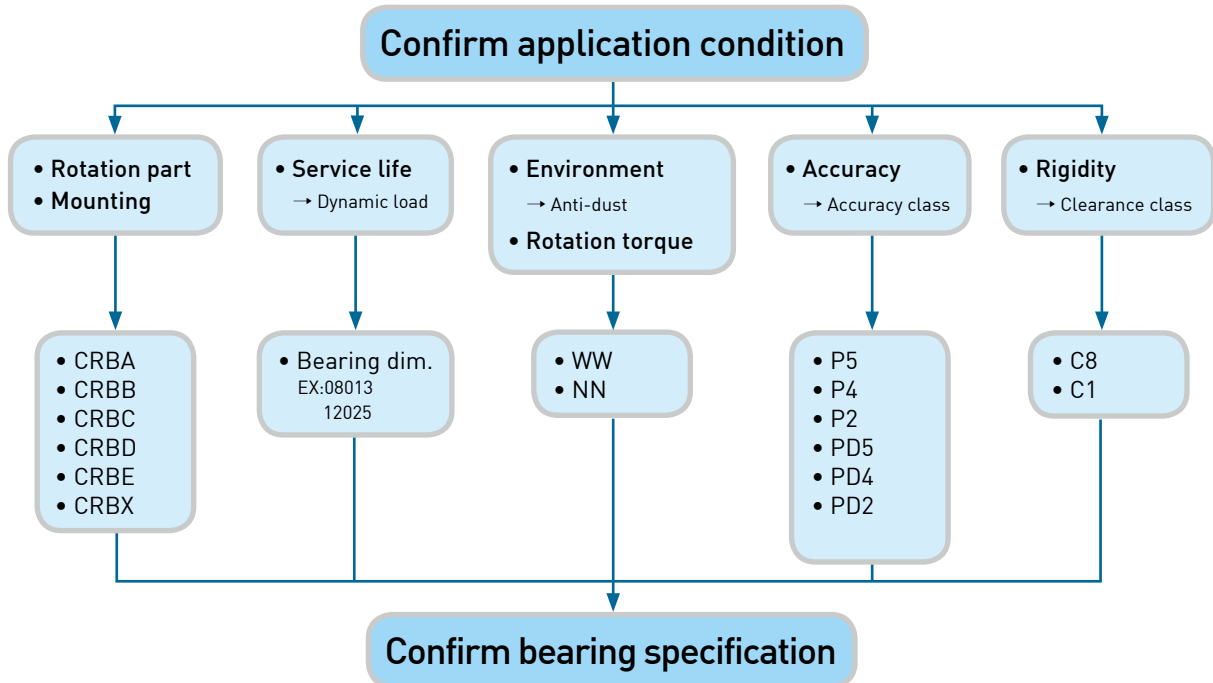 Confirm application condition
• Rotation part
• Mounting
• Service life
→ Dynamic load
• Environment
→ Anti-dust
• Rotation torque
• Accuracy
→ Accuracy class
• Rigidity
→ Clearance class
• CRBA
• CRBB
• CRBC
• CRBD
• CRBE
• CRBX
• Bearing dim.
EX:08013
12025
• WW
• NN
• P5
• P4
• P2
• PD5
• PD4
• PD2
• C8
• C1
Confirm bearing specification